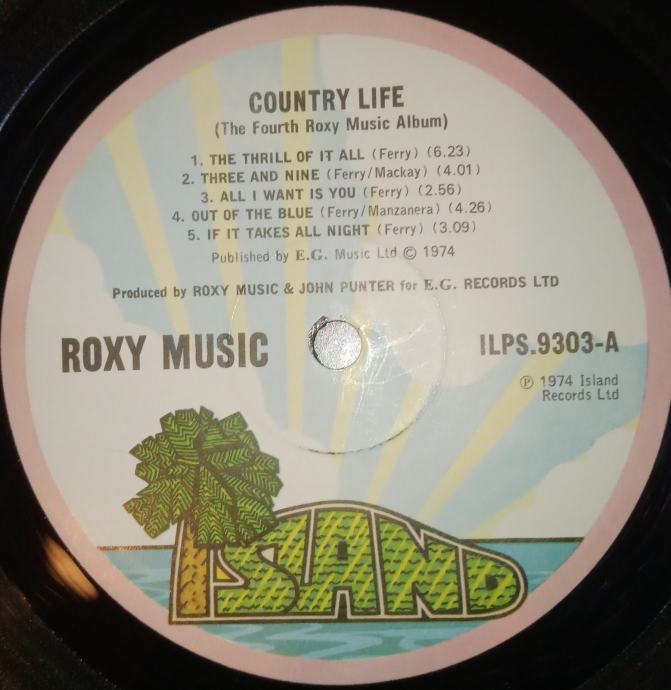 COUNTRY LIFE
(The Fourth Roxy Music Album)
1. THE THRILL OF IT ALL (Ferry) (6.23)
2. THREE AND NINE (Ferry/Mackay) (4.01)
3. ALL I WANT IS YOU (Ferry) (2.56)
4. OUT OF THE BLUE (Ferry/Manzanera) (4.26)
5. IF IT TAKES ALL NIGHT (Ferry) (3.09)
Published by E.G. Music Ltd © 1974
Produced by ROXY MUSIC & JOHN PUNTER for E.G. RECORDS LTD
ROXY MUSIC
ILPS.9303-A
℗ 1974 Island
Records Ltd
ISLAND